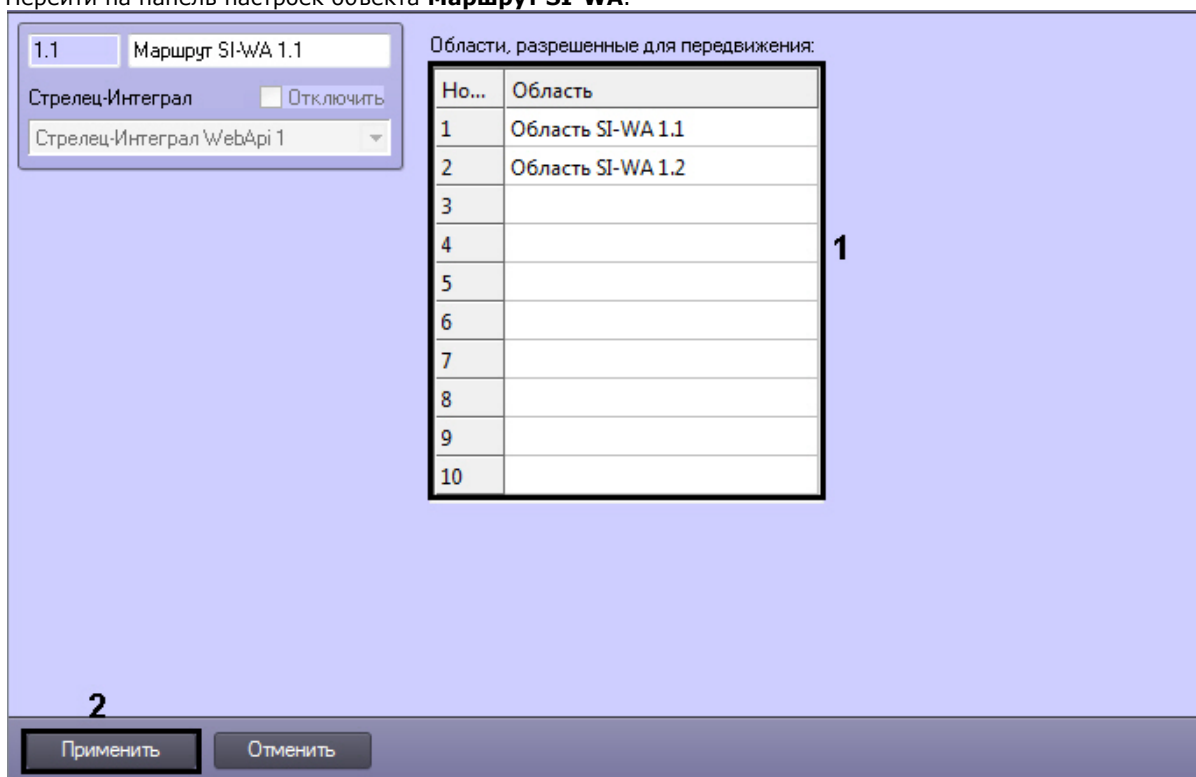 Перейти на панель настроек объекта Маршрут SI-WA.
1.1 Маршрут SI-WA 1.1
Стрелец-Интеграл Отключить
Стрелец-Интеграл WebApi 1
Области, разрешенные для передвижения:
Но... Область
1 Область SI-WA 1.1
2 Область SI-WA 1.2
3
4
5
6
7
8
9
10
1
2
Применить Отменить